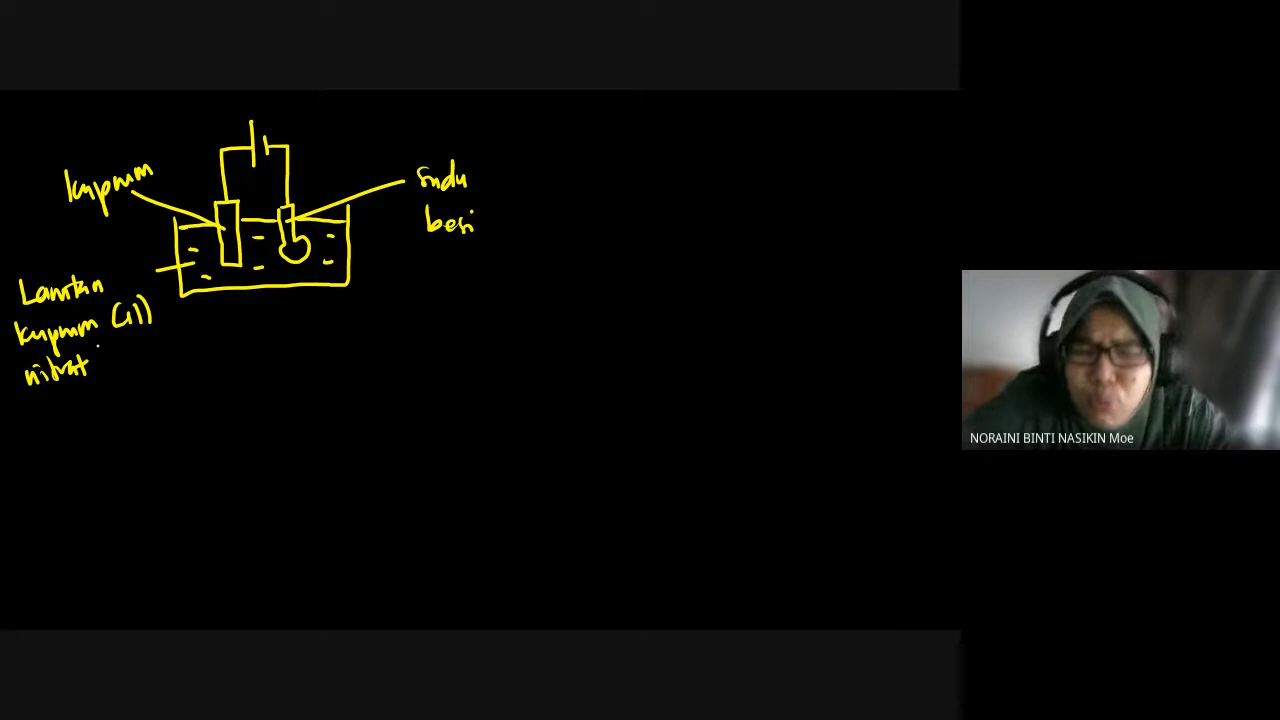 kuprum
sudu
besi
Larutan
kuprum (II)
nitrat
NORAINI BINTI NASIKIN Moe